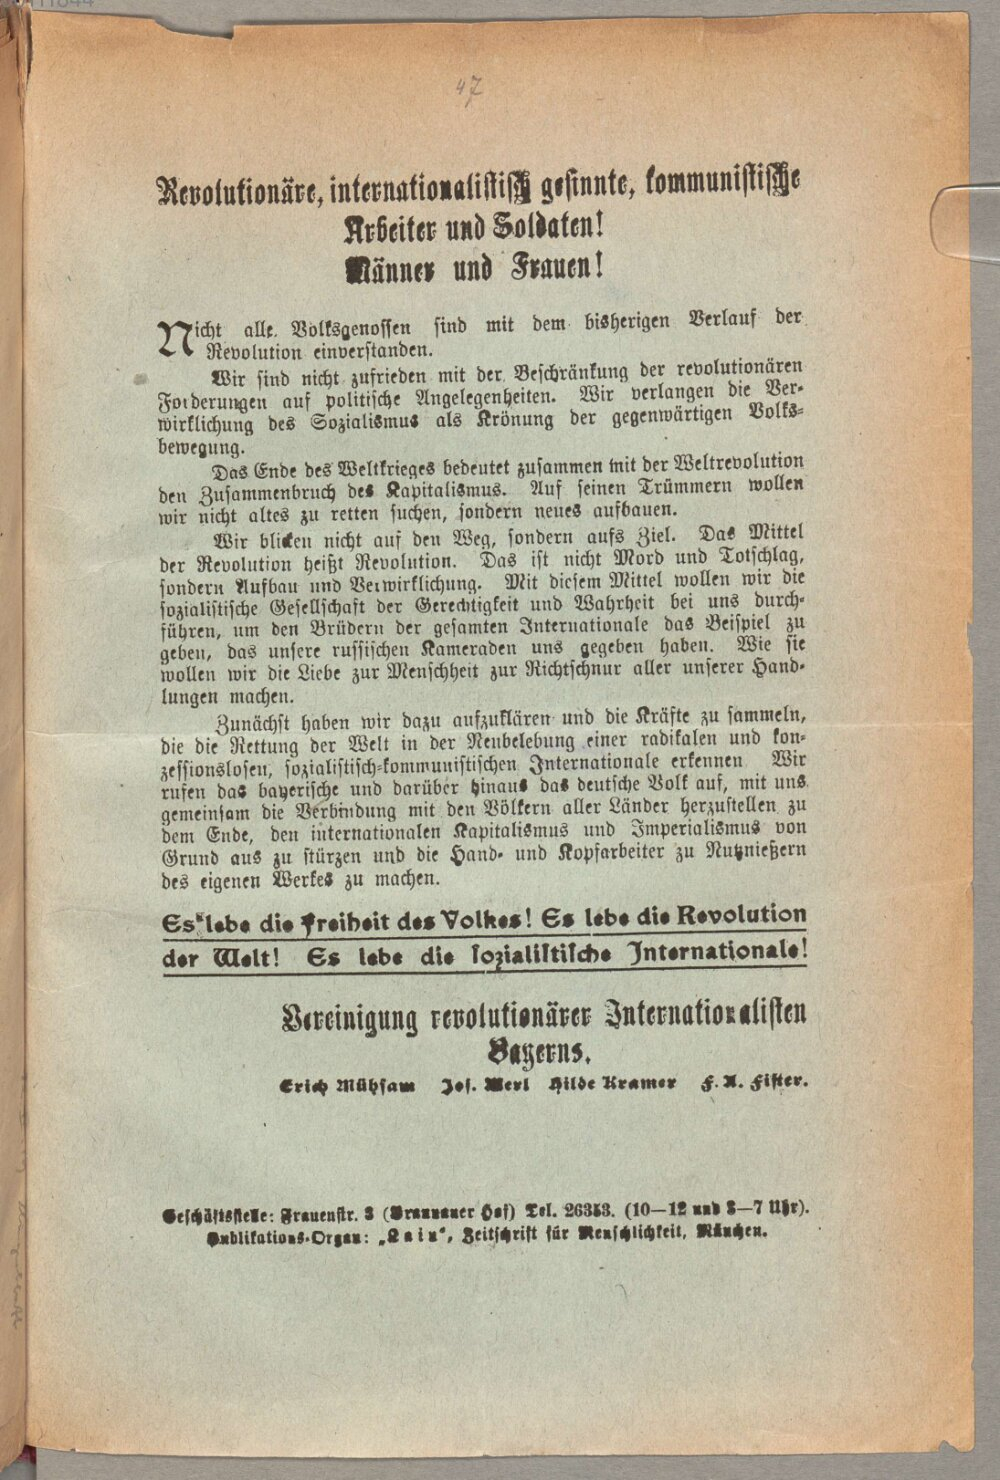 47
Revolutionäre, internationalistisch gesinnte, kommunistische
Arbeiter und Soldaten!
Männer und Frauen!
Nicht alle Volksgenossen sind mit dem bisherigen Verlauf der
Revolution einverstanden.
Wir sind nicht zufrieden mit der Beschränkung der revolutionären
Forderungen auf politische Angelegenheiten. Wir verlangen die Ver-
wirklichung des Sozialismus als Krönung der gegenwärtigen Volks-
bewegung.
Das Ende des Weltkrieges bedeutet zusammen mit der Weltrevolution
den Zusammenbruch des Kapitalismus. Auf seinen Trümmern wollen
wir nicht altes zu retten suchen, sondern neues aufbauen.
Wir blicken nicht auf den Weg, sondern aufs Ziel. Das Mittel
der Revolution heißt Revolution. Das ist nicht Mord und Totschlag,
sondern Aufbau und Verwirklichung. Mit diesem Mittel wollen wir die
sozialistische Gesellschaft der Gerechtigkeit und Wahrheit bei uns durch-
führen, um den Brüdern der gesamten Internationale das Beispiel zu
geben, das unsere russischen Kameraden uns gegeben haben. Wie sie
wollen wir die Liebe zur Menschheit zur Richtschnur aller unserer Hand-
lungen machen.
Zunächst haben wir dazu aufzuklären und die Kräfte zu sammeln,
die die Rettung der Welt in der Neubelebung einer radikalen und kon-
zessionslosen, sozialistisch-kommunistischen Internationale erkennen Wir
rufen das bayerische und darüber hinaus das deutsche Volk auf, mit uns
gemeinsam die Verbindung mit den Völkern aller Länder herzustellen zu
dem Ende, den internationalen Kapitalismus und Imperialismus von
Grund aus zu stürzen und die Hand- und Kopfarbeiter zu Nutznießern
des eigenen Werkes zu machen.
Es lebe die Freiheit des Volkes! Es lebe die Revolution
der Welt! Es lebe die sozialistische Internationale!
Vereinigung revolutionärer Internationalisten
Bayerns.
Erich Mühsam Jos. Merl Hilde Kramer F. A. Fister.
Geschäftsstelle: Frauenstr. 3 (Braunauer Hof) Tel. 26353. (10—12 und 3—7 Uhr).
Publikations-Organ: „Kain“, Zeitschrift für Menschlichkeit, München.